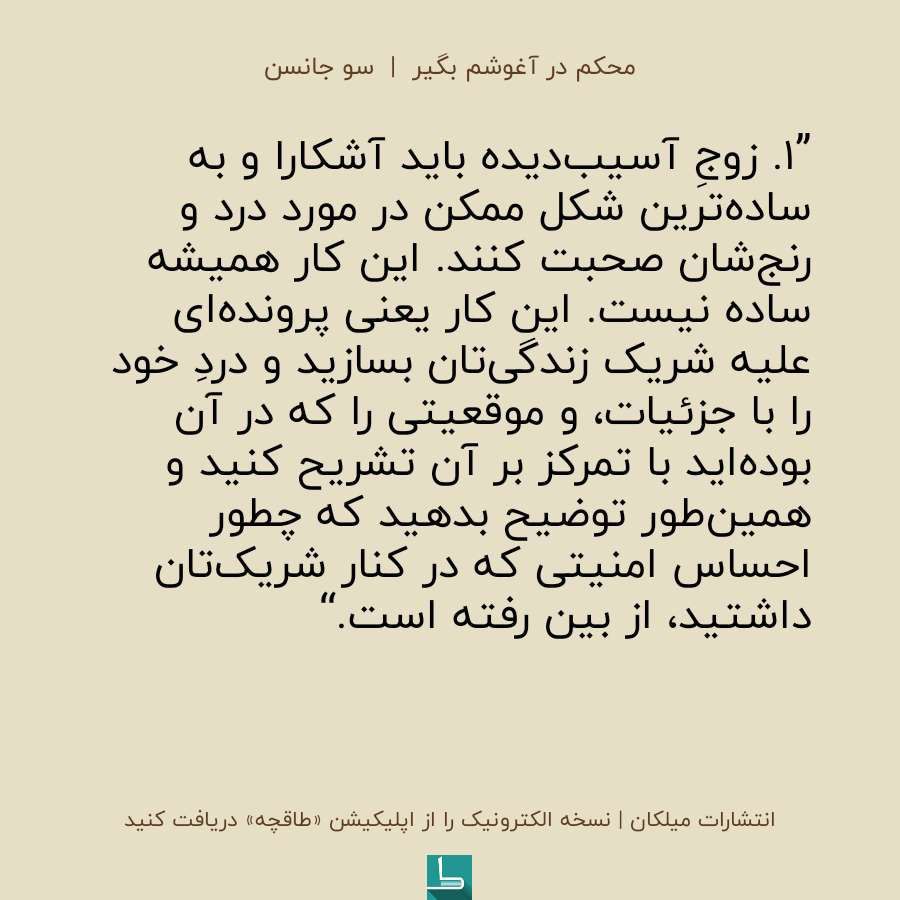 محکم در آغوشم بگیر | سو جانسن
”۱. زوجِ آسیب‌دیده باید آشکارا و به
ساده‌ترین شکل ممکن در مورد درد و
رنج‌شان صحبت کنند. این کار همیشه
ساده نیست. این کار یعنی پرونده‌ای
علیه شریک زندگی‌تان بسازید و دردِ خود
را با جزئیات، و موقعیتی را که در آن
بوده‌اید با تمرکز بر آن تشریح کنید و
همین‌طور توضیح بدهید که چطور
احساس امنیتی که در کنار شریک‌تان
داشتید، از بین رفته است.“
انتشارات میلکان | نسخه الکترونیک را از اپلیکیشن «طاقچه» دریافت کنید